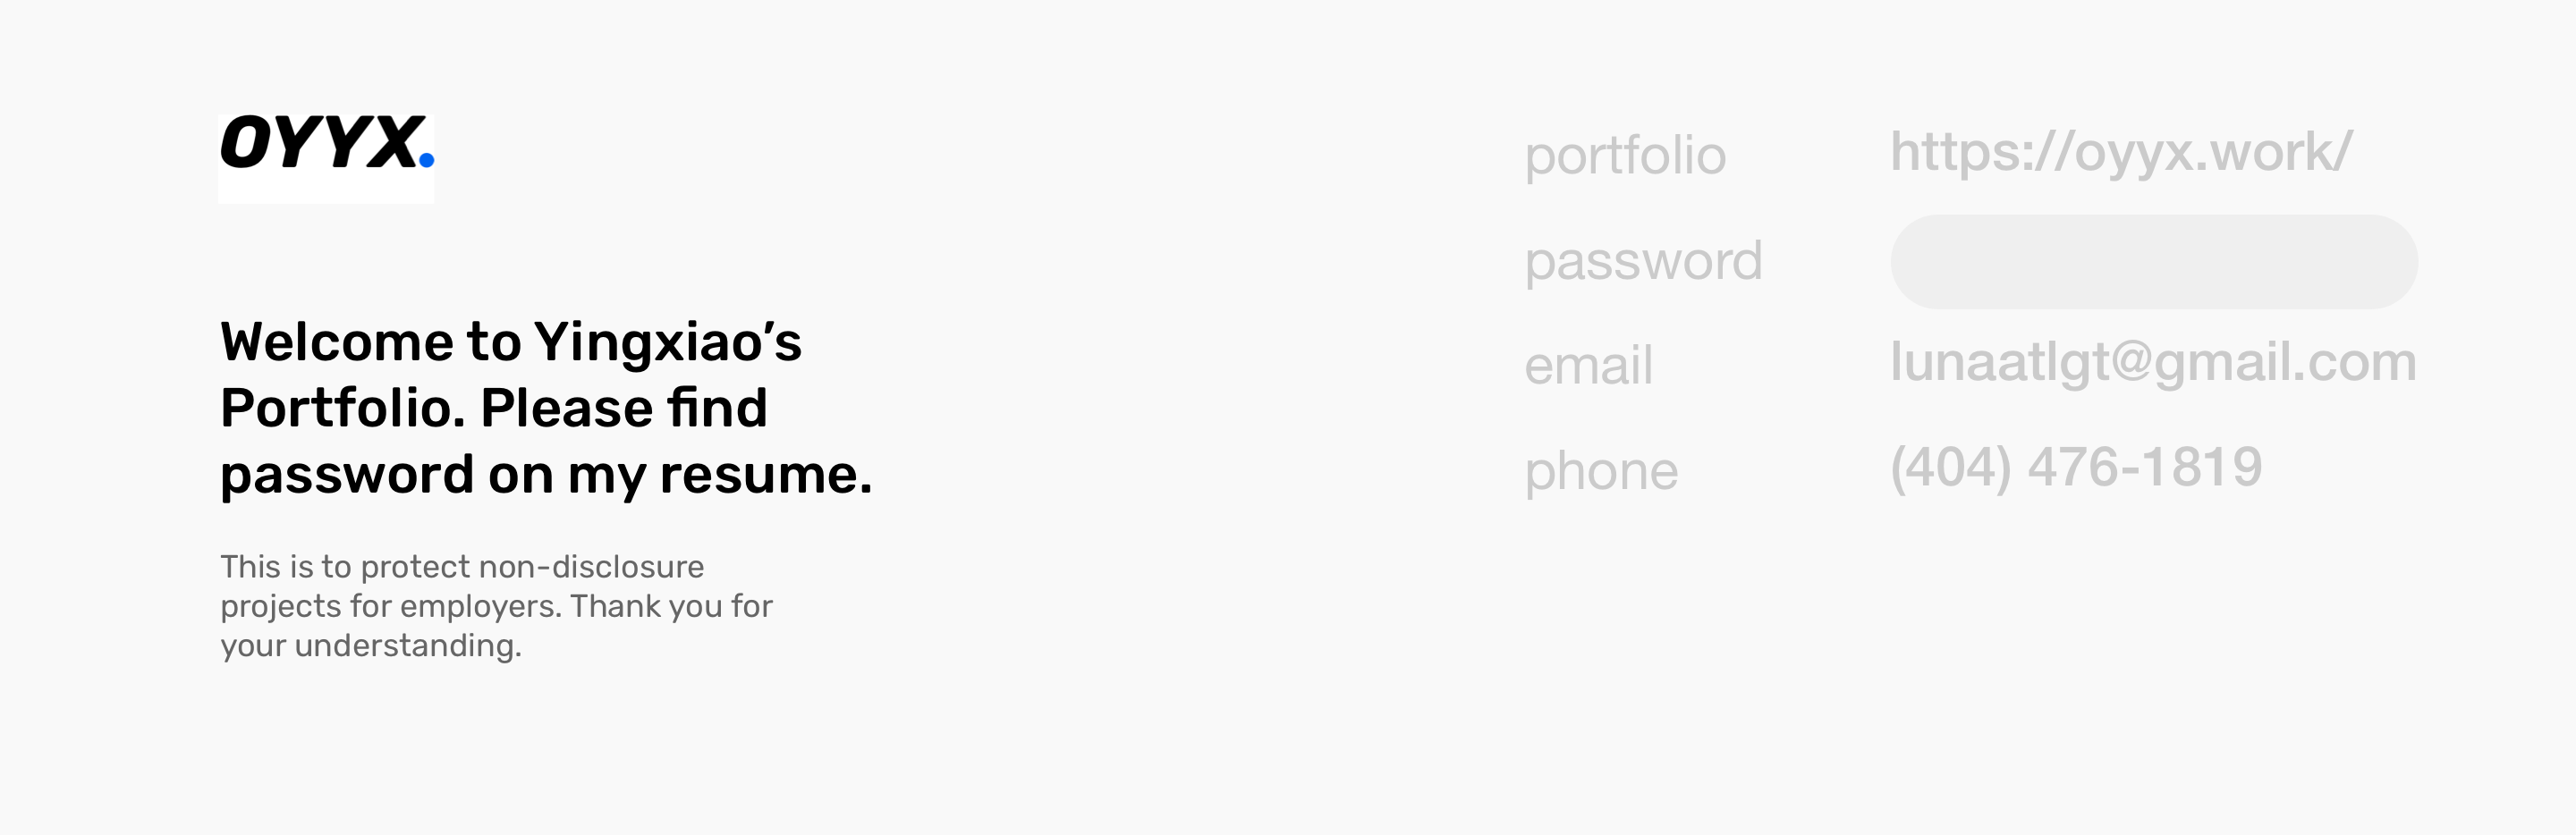 OYYX.
Welcome to Yingxiao’s
Portfolio. Please find
password on my resume.
This is to protect non-disclosure
projects for employers. Thank you for
your understanding.
portfolio https://oyyx.work/
password
email lunaatlgt@gmail.com
phone (404) 476-1819